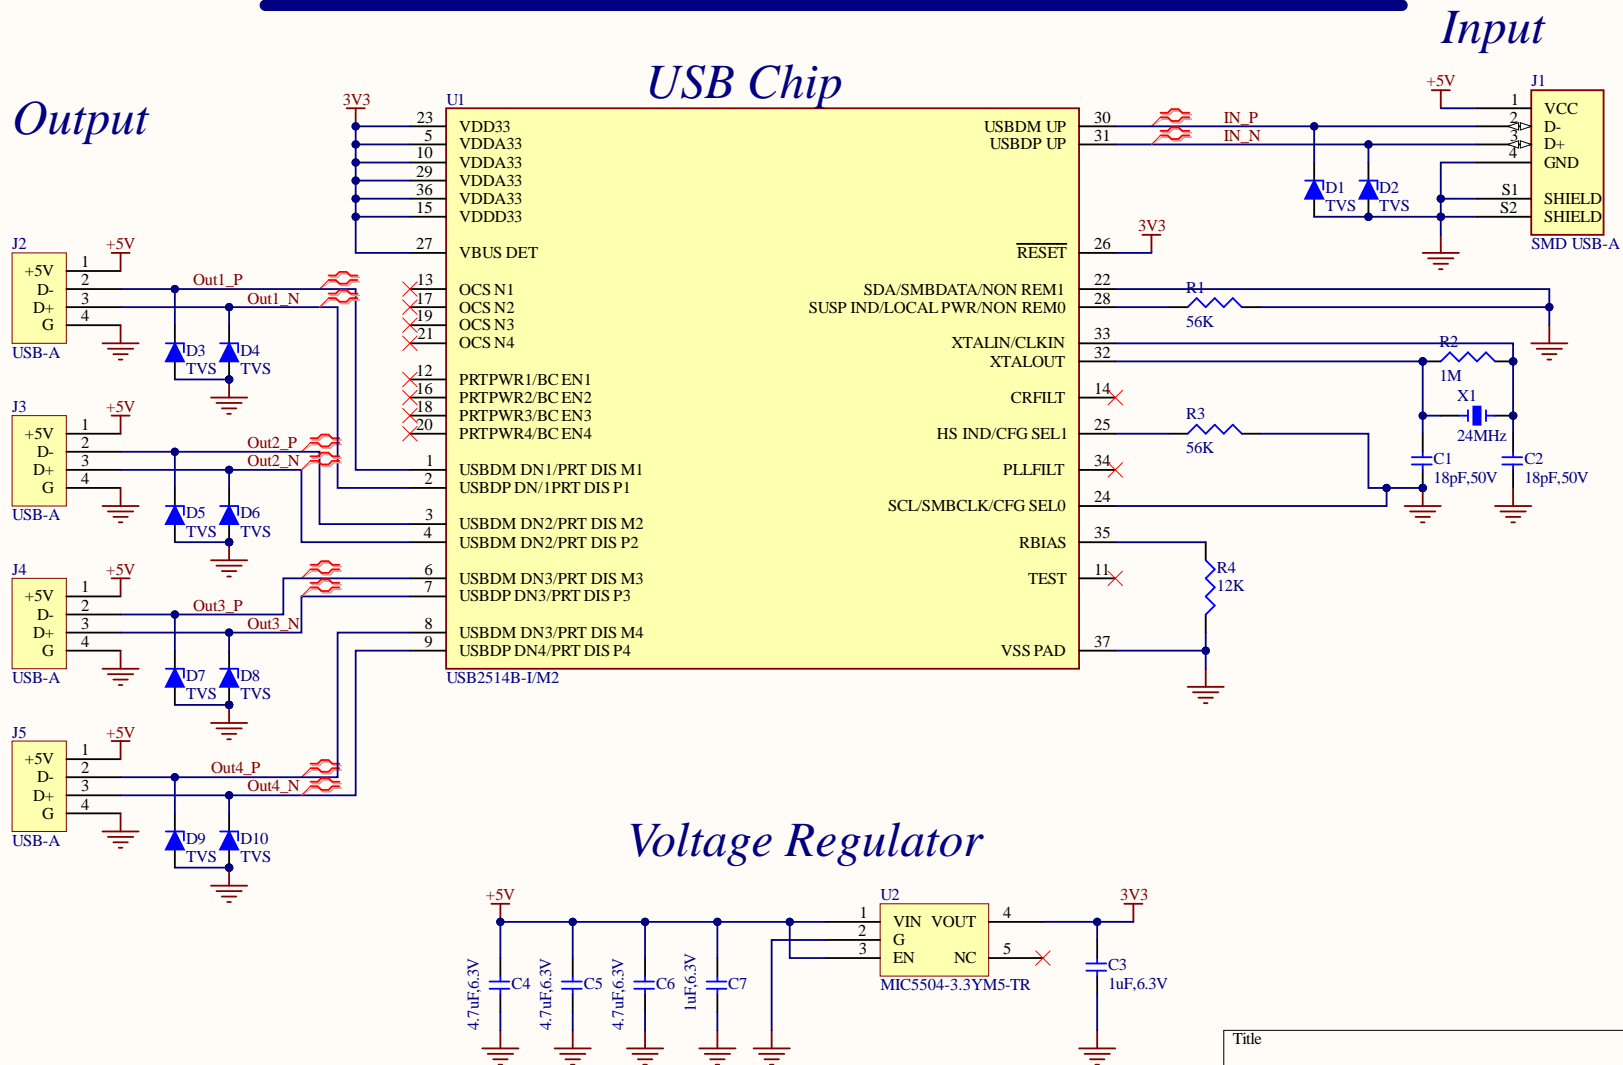 Input
USB Chip
Output
J1
+5V
1 VCC
2 D-
3 D+
4 GND
S1 SHIELD
S2 SHIELD
SMD USB-A
IN_P
IN_N
D1
TVS
D2
TVS
3V3
U1
23 VDD33
5 VDDA33
10 VDDA33
29 VDDA33
36 VDDA33
15 VDDD33
27 VBUS DET
13 OCS N1
17 OCS N2
19 OCS N3
21 OCS N4
12 PRTPWR1/BC EN1
16 PRTPWR2/BC EN2
18 PRTPWR3/BC EN3
20 PRTPWR4/BC EN4
1 USBDM DN1/PRT DIS M1
2 USBDP DN/1PRT DIS P1
3 USBDM DN2/PRT DIS M2
4 USBDM DN2/PRT DIS P2
6 USBDM DN3/PRT DIS M3
7 USBDP DN3/PRT DIS P3
8 USBDM DN3/PRT DIS M4
9 USBDP DN4/PRT DIS P4
USB2514B-I/M2
USBDM UP 30
USBDP UP 31
RESET 26
3V3
SDA/SMBDATA/NON REM1 22
SUSP IND/LOCAL PWR/NON REM0 28
XTALIN/CLKIN 33
XTALOUT 32
CRFILT 14
HS IND/CFG SEL1 25
PLLFILT 34
SCL/SMBCLK/CFG SEL0 24
RBIAS 35
TEST 11
VSS PAD 37
R1
56K
R2
1M
X1
24MHz
R3
56K
C1
18pF,50V
C2
18pF,50V
R4
12K
J2
+5V
+5V 1
D- 2
D+ 3
G 4
USB-A
Out1_P
Out1_N
D3
TVS
D4
TVS
J3
+5V
+5V 1
D- 2
D+ 3
G 4
USB-A
Out2_P
Out2_N
D5
TVS
D6
TVS
J4
+5V
+5V 1
D- 2
D+ 3
G 4
USB-A
Out3_P
Out3_N
D7
TVS
D8
TVS
J5
+5V
+5V 1
D- 2
D+ 3
G 4
USB-A
Out4_P
Out4_N
D9
TVS
D10
TVS
Voltage Regulator
+5V
4.7uF,6.3V C4
4.7uF,6.3V C5
4.7uF,6.3V C6
1uF,6.3V C7
U2
1 VIN VOUT 4
2 G
3 EN NC 5
MIC5504-3.3YM5-TR
3V3
C3
1uF,6.3V
Title